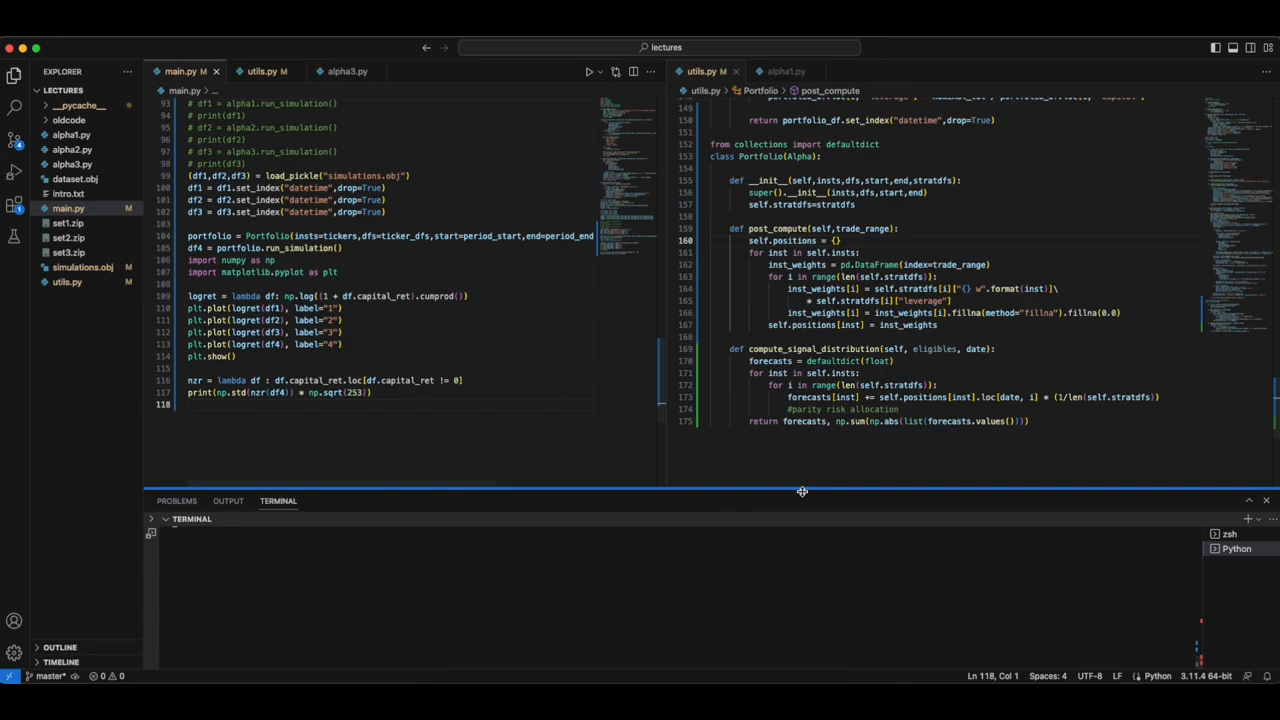 lectures
EXPLORER
LECTURES
__pycache__
oldcode
alpha1.py
alpha2.py
alpha3.py
dataset.obj
intro.txt
main.py M
set1.zip
set2.zip
set3.zip
simulations.obj M
utils.py M
OUTLINE
TIMELINE
main.py M
utils.py M
alpha3.py
main.py > ...
93 # df1 = alpha1.run_simulation()
94 # print(df1)
95 # df2 = alpha2.run_simulation()
96 # print(df2)
97 # df3 = alpha3.run_simulation()
98 # print(df3)
99 (df1,df2,df3) = load_pickle("simulations.obj")
100 df1 = df1.set_index("datetime",drop=True)
101 df2 = df2.set_index("datetime",drop=True)
102 df3 = df3.set_index("datetime",drop=True)
103
104 portfolio = Portfolio(insts=tickers,dfs=ticker_dfs,start=period_start,end=period_end
105 df4 = portfolio.run_simulation()
106 import numpy as np
107 import matplotlib.pyplot as plt
108
109 logret = lambda df: np.log((1 + df.capital_ret).cumprod())
110 plt.plot(logret(df1), label="1")
111 plt.plot(logret(df2), label="2")
112 plt.plot(logret(df3), label="3")
113 plt.plot(logret(df4), label="4")
114 plt.show()
115
116 nzr = lambda df : df.capital_ret.loc[df.capital_ret != 0]
117 print(np.std(nzr(df4)) * np.sqrt(253))
118
utils.py M
alpha1.py
utils.py > Portfolio > post_compute
149
150 return portfolio_df.set_index("datetime",drop=True)
151
152 from collections import defaultdict
153 class Portfolio(Alpha):
154
155 def __init__(self,insts,dfs,start,end,stratdfs):
156 super().__init__(insts,dfs,start,end)
157 self.stratdfs=stratdfs
158
159 def post_compute(self,trade_range):
160 self.positions = {}
161 for inst in self.insts:
162 inst_weights = pd.DataFrame(index=trade_range)
163 for i in range(len(self.stratdfs)):
164 inst_weights[i] = self.stratdfs[i]["{} w".format(inst)]\
165 * self.stratdfs[i]["leverage"]
166 inst_weights[i] = inst_weights[i].fillna(method="fillna").fillna(0.0)
167 self.positions[inst] = inst_weights
168
169 def compute_signal_distribution(self, eligibles, date):
170 forecasts = defaultdict(float)
171 for inst in self.insts:
172 for i in range(len(self.stratdfs)):
173 forecasts[inst] += self.positions[inst].loc[date, i] * (1/len(self.stratdfs))
174 #parity risk allocation
175 return forecasts, np.sum(np.abs(list(forecasts.values())))
PROBLEMS OUTPUT TERMINAL
TERMINAL
zsh
Python
master* 0 0 Ln 118, Col 1 Spaces: 4 UTF-8 LF Python 3.11.4 64-bit